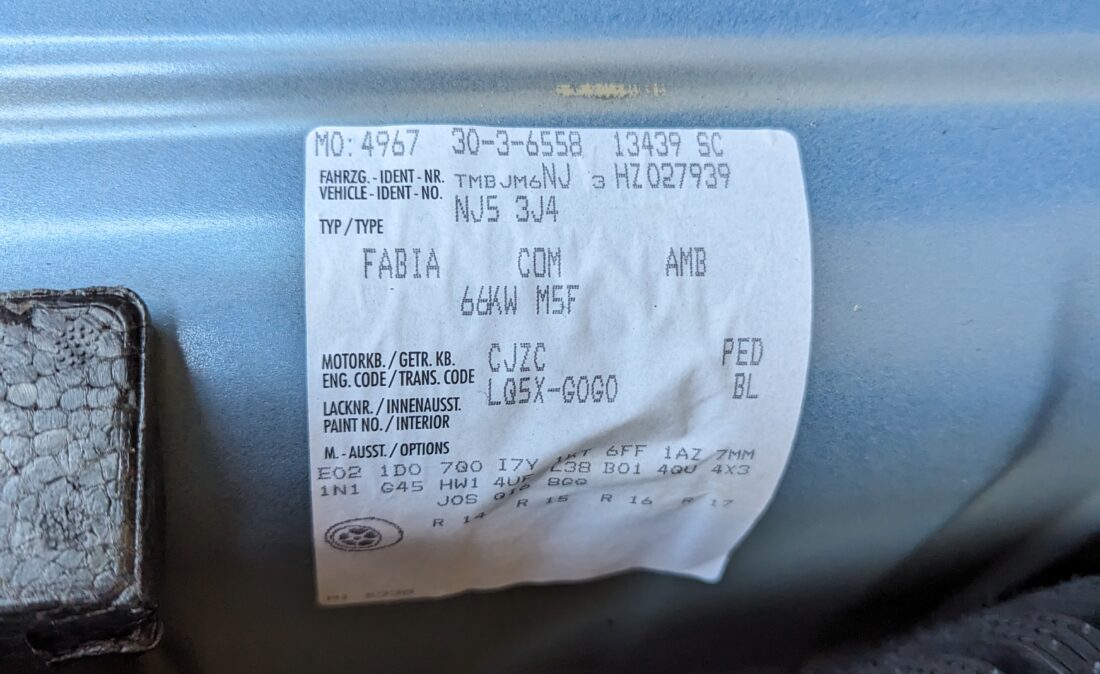 MO: 4967 30-3-6558 13439 SC
FAHRZG. - IDENT - NR.
VEHICLE - IDENT - NO. TMBJM6NJ 3 HZ027939
TYP / TYPE NJ5 3J4
FABIA COM AMB
66KW M5F
MOTORKB. / GETR. KB. CJZC PED
ENG. CODE / TRANS. CODE
LACKNR. / INNENAUSST. LQ5X-G0G0 BL
PAINT NO. / INTERIOR
M. - AUSST. / OPTIONS
6FF 1AZ 7MM
E02 1D0 7Q0 I7Y L38 B01 4QU 4X3
1N1 G45 HW1
J0S
R 14 R 15 R 16 R 17